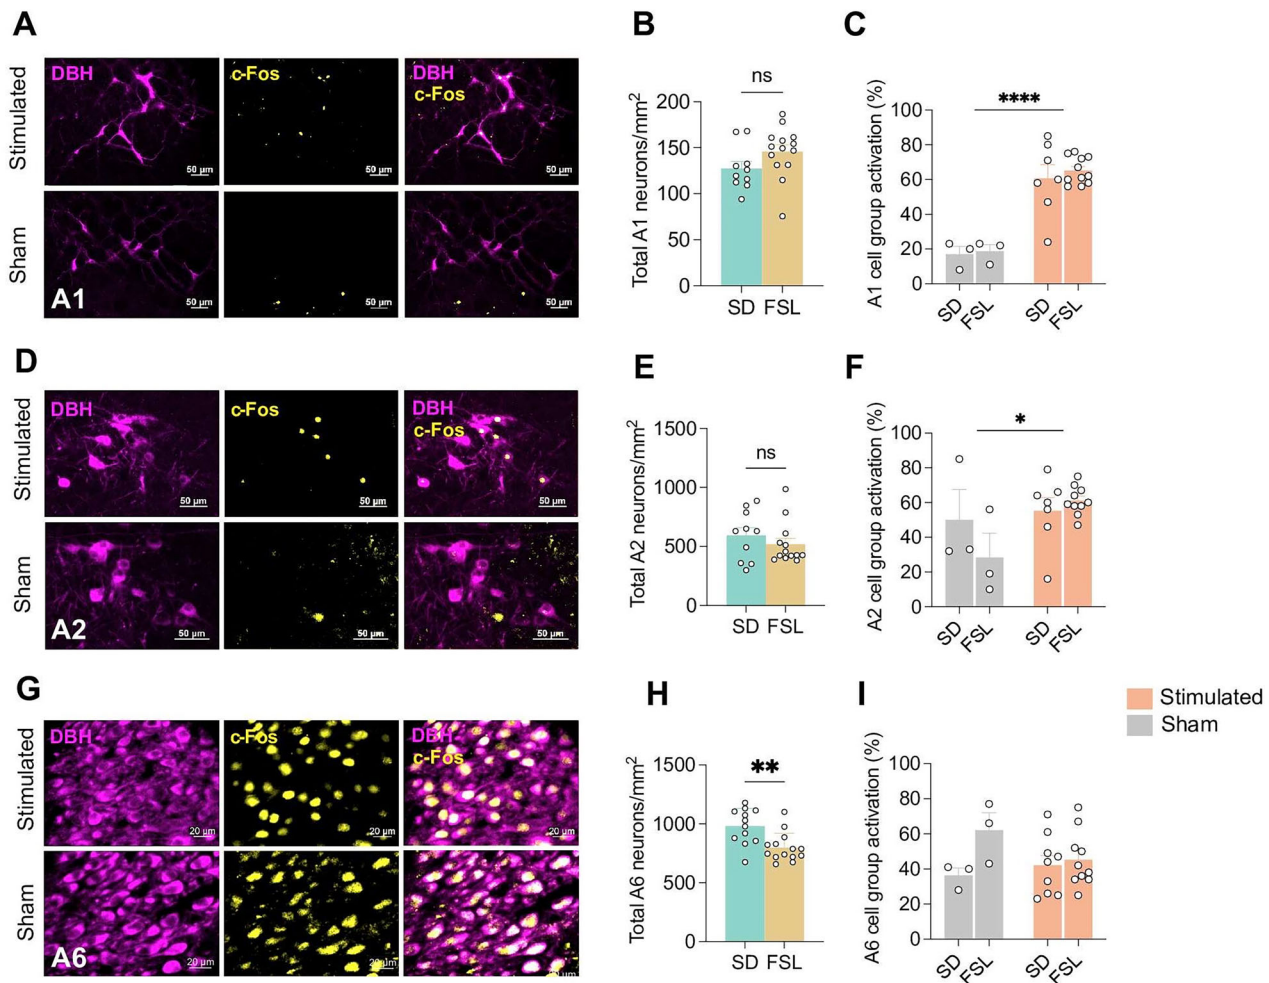 A
B
C
Stimulated
DBH
c-Fos
DBH
c-Fos
50 µm
50 µm
50 µm
Sham
A1
50 µm
50 µm
50 µm
Total A1 neurons/mm²
ns
200
150
100
50
0
SD FSL
A1 cell group activation (%)
****
100
80
60
40
20
0
SD
FSL
SD
FSL
D
E
F
Stimulated
DBH
c-Fos
DBH
c-Fos
50 µm
50 µm
50 µm
Sham
A2
50 µm
50 µm
50 µm
Total A2 neurons/mm²
ns
1500
1000
500
0
SD FSL
A2 cell group activation (%)
*
100
80
60
40
20
0
SD
FSL
SD
FSL
G
H
I
Stimulated
Sham
Stimulated
DBH
c-Fos
DBH
c-Fos
20 µm
20 µm
20 µm
Sham
A6
20 µm
20 µm
Total A6 neurons/mm²
**
1500
1000
500
0
SD FSL
A6 cell group activation (%)
100
80
60
40
20
0
SD
FSL
SD
FSL